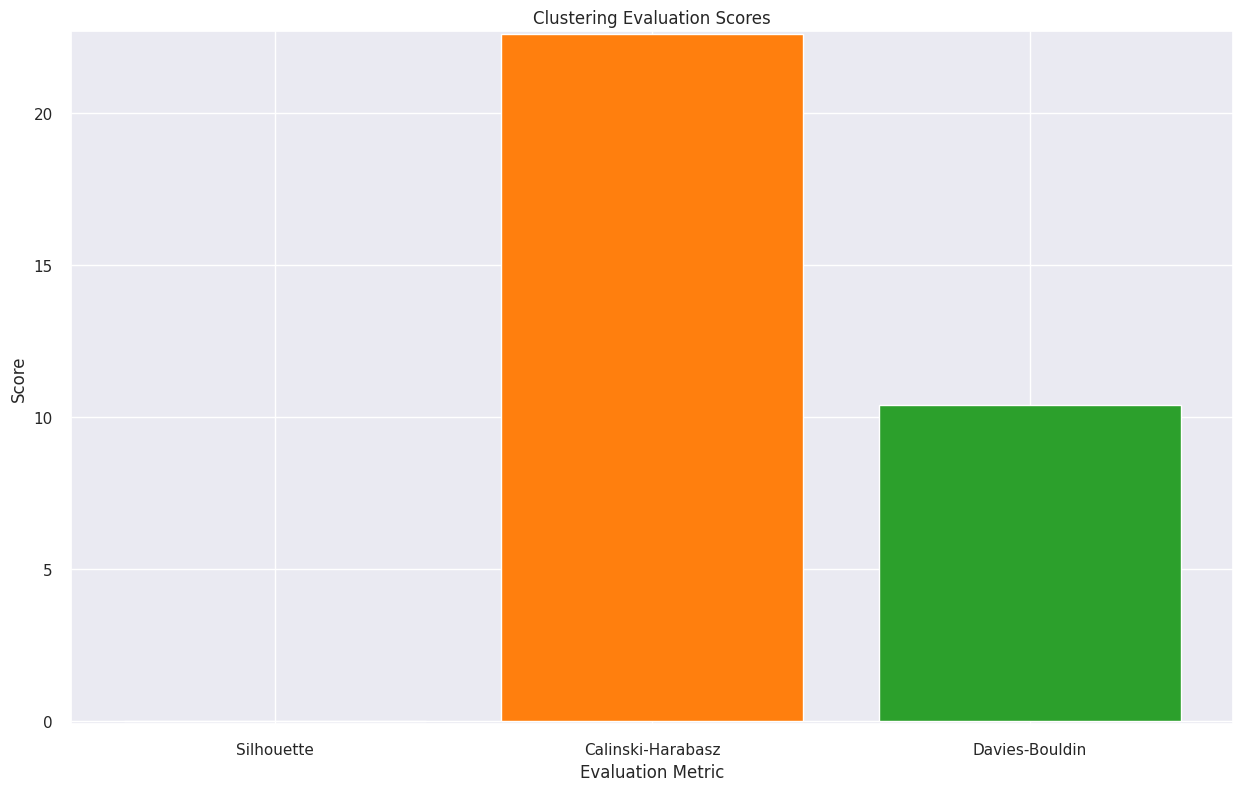 Clustering Evaluation Scores
20
15
10
5
0
Score
Silhouette
Calinski-Harabasz
Davies-Bouldin
Evaluation Metric